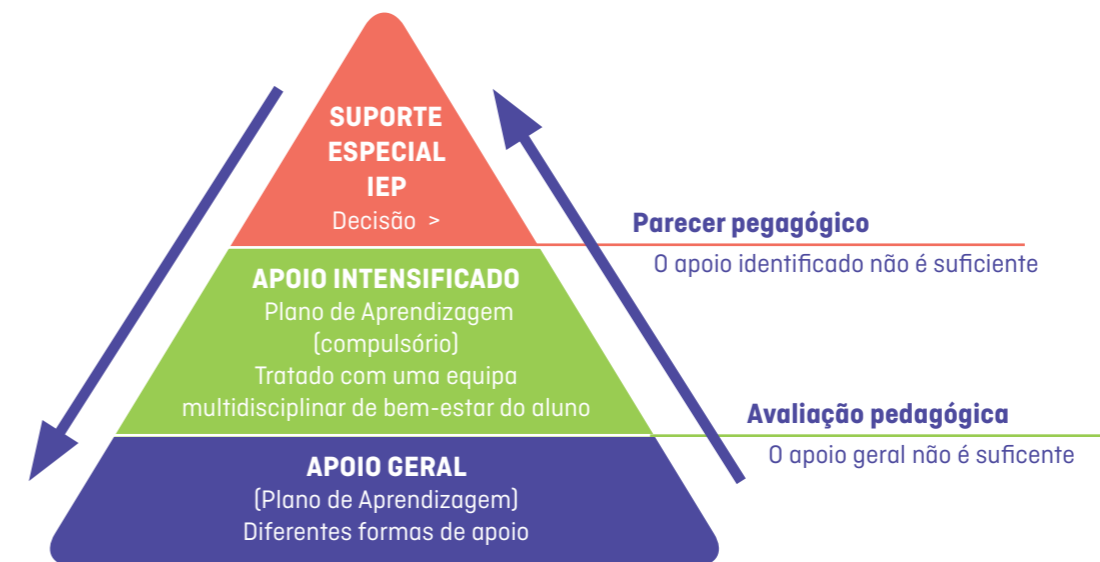 SUPORTE
ESPECIAL
IEP
Decisão >
Parecer pegagógico
O apoio identificado não é suficiente
APOIO INTENSIFICADO
Plano de Aprendizagem
(compulsório)
Tratado com uma equipa
multidisciplinar de bem-estar do aluno
Avaliação pedagógica
O apoio geral não é suficente
APOIO GERAL
(Plano de Aprendizagem)
Diferentes formas de apoio